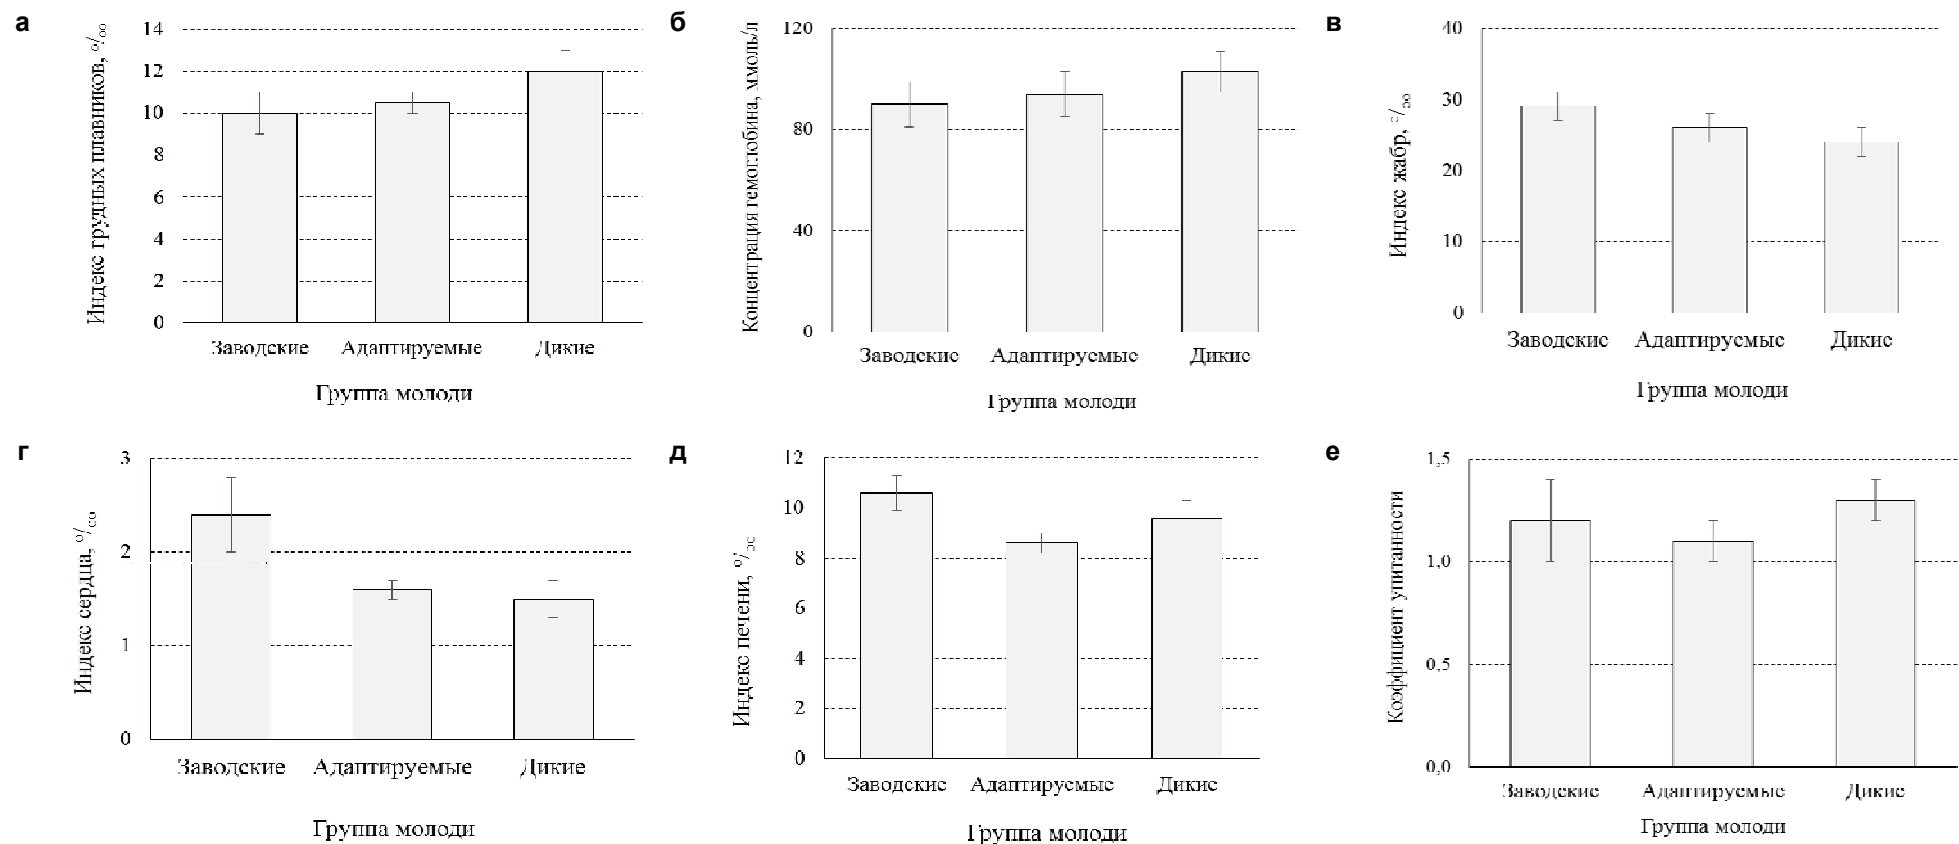 а
Индекс грудных плавников, ‰
14
12
10
8
6
4
2
0
Заводские Адаптируемые Дикие
Группа молоди
б
Концентрация гемоглобина, ммоль/л
120
80
40
0
Заводские Адаптируемые Дикие
Группа молоди
в
Индекс жабр, ‰
40
30
20
10
0
Заводские Адаптируемые Дикие
Группа молоди
г
Индекс сердца, ‰
3
2
1
0
Заводские Адаптируемые Дикие
Группа молоди
д
Индекс печени, ‰
12
10
8
6
4
2
0
Заводские Адаптируемые Дикие
Группа молоди
е
Коэффициент упитанности
1,5
1,0
0,5
0,0
Заводские Адаптируемые Дикие
Группа молоди